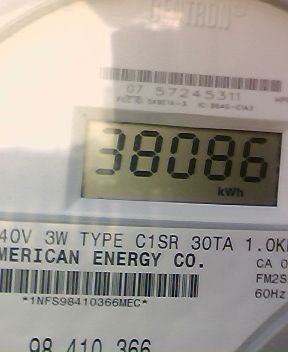 CENTRON®
07 57245311
38086
kWh
40V 3W TYPE C1SR 30TA 1.0K
MERICAN ENERGY CO.
CA 0
FM2S
*1NFS98410366MEC*
60Hz
98 410 366